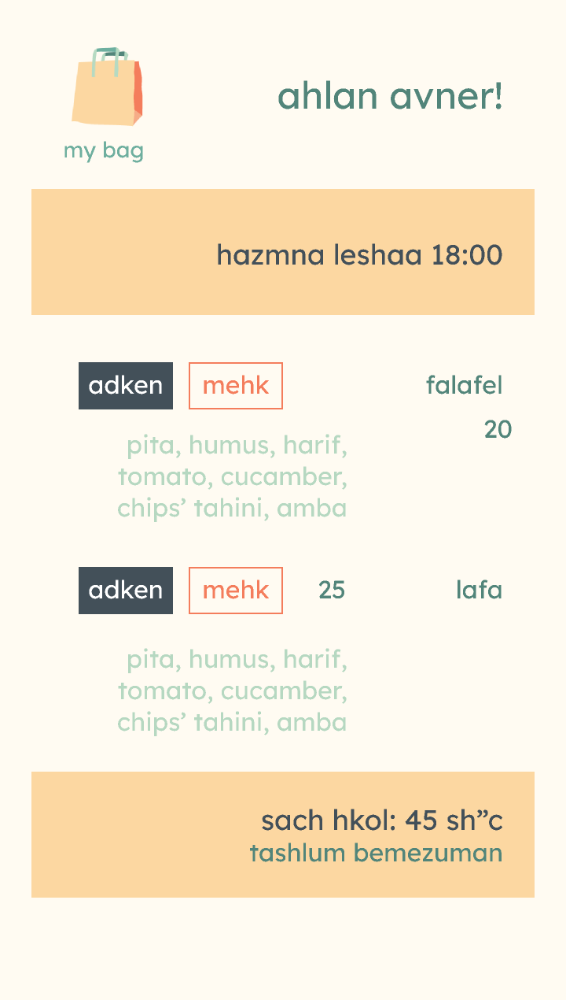 ahlan avner!
my bag
hazmna leshaa 18:00
adken mehk falafel
20
pita, humus, harif,
tomato, cucamber,
chips’ tahini, amba
adken mehk 25 lafa
pita, humus, harif,
tomato, cucamber,
chips’ tahini, amba
sach hkol: 45 sh”c
tashlum bemezuman